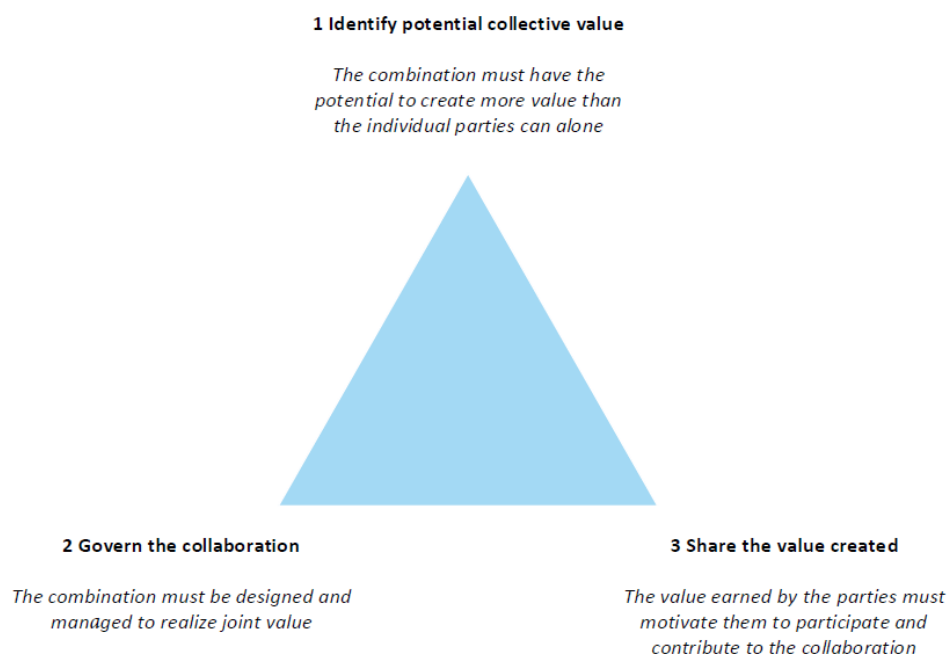 1 Identify potential collective value
The combination must have the
potential to create more value than
the individual parties can alone
2 Govern the collaboration
The combination must be designed and
managed to realize joint value
3 Share the value created
The value earned by the parties must
motivate them to participate and
contribute to the collaboration